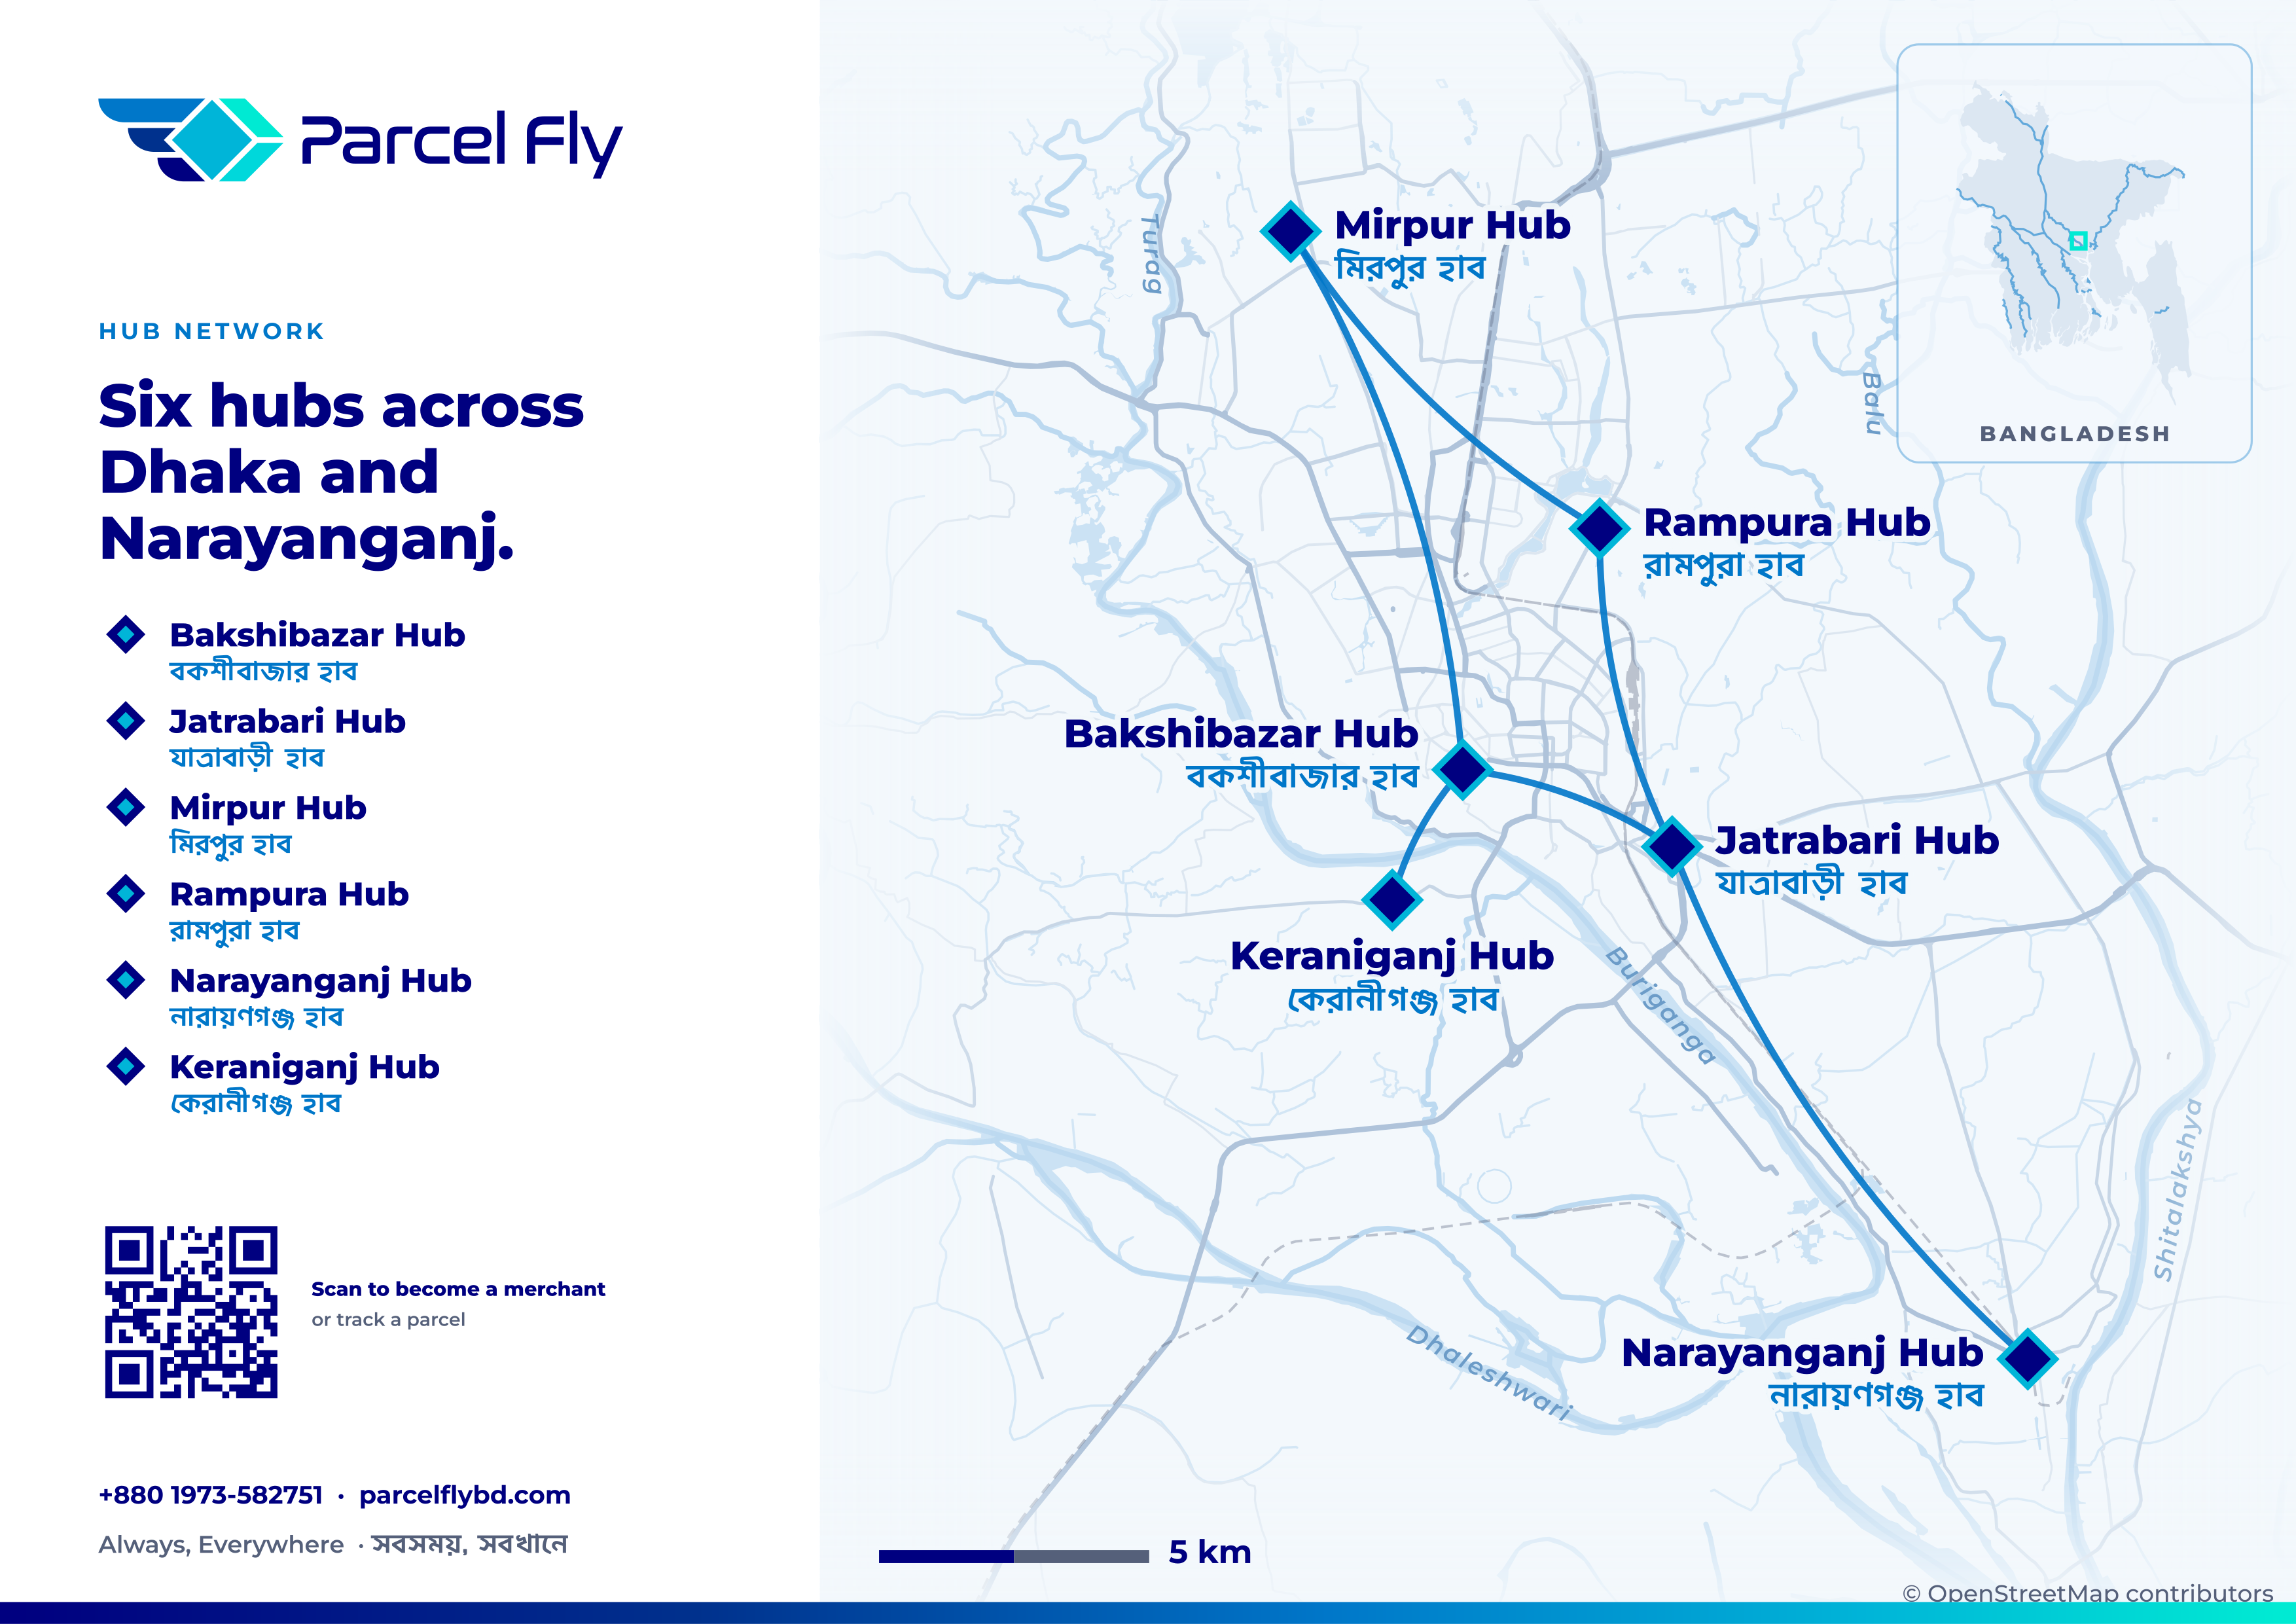 Parcel Fly
HUB NETWORK
Six hubs across
Dhaka and
Narayanganj.
Bakshibazar Hub
বকশীবাজার হাব
Jatrabari Hub
যাত্রাবাড়ী হাব
Mirpur Hub
মিরপুর হাব
Rampura Hub
রামপুরা হাব
Narayanganj Hub
নারায়ণগঞ্জ হাব
Keraniganj Hub
কেরানীগঞ্জ হাব
Scan to become a merchant
or track a parcel
+880 1973-582751 · parcelflybd.com
Always, Everywhere · সবসময়, সবখানে
Turag
Mirpur Hub
মিরপুর হাব
Balu
BANGLADESH
Rampura Hub
রামপুরা হাব
Bakshibazar Hub
বকশীবাজার হাব
Jatrabari Hub
যাত্রাবাড়ী হাব
Keraniganj Hub
কেরানীগঞ্জ হাব
Buriganga
Shitalakshya
Dhaleshwari
Narayanganj Hub
নারায়ণগঞ্জ হাব
5 km
© OpenStreetMap contributors